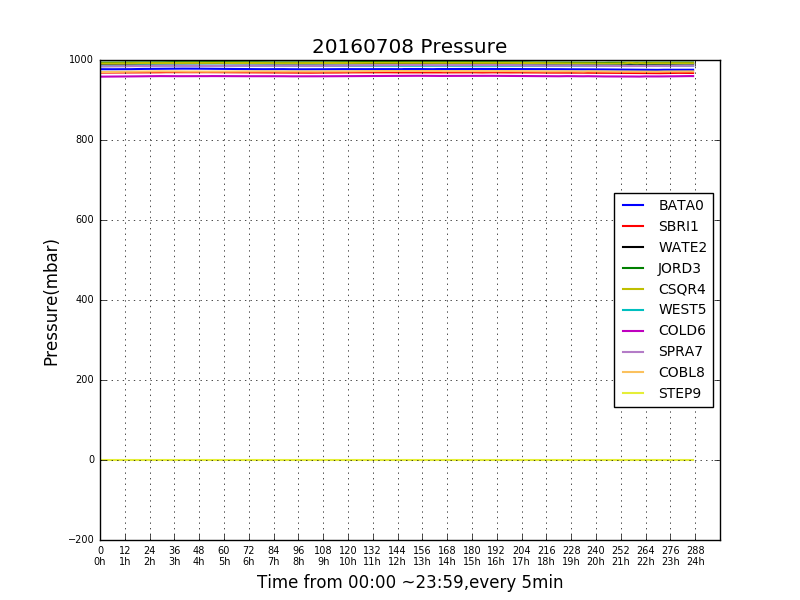 20160708 Pressure
1000
800
600
400
200
0
−200
Pressure(mbar)
BATA0
SBRI1
WATE2
JORD3
CSQR4
WEST5
COLD6
SPRA7
COBL8
STEP9
0 12 24 36 48 60 72 84 96 108 120 132 144 156 168 180 192 204 216 228 240 252 264 276 288
0h 1h 2h 3h 4h 5h 6h 7h 8h 9h 10h 11h 12h 13h 14h 15h 16h 17h 18h 19h 20h 21h 22h 23h 24h
Time from 00:00 ~23:59,every 5min